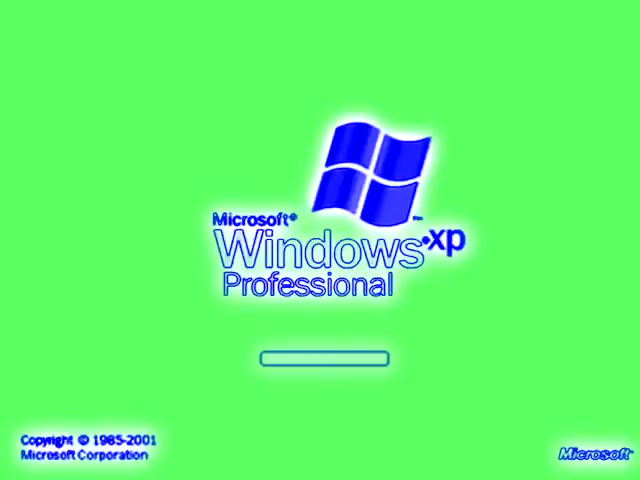 Microsoft®
Windows xp
Professional
Copyright © 1985-2001
Microsoft Corporation
Microsoft